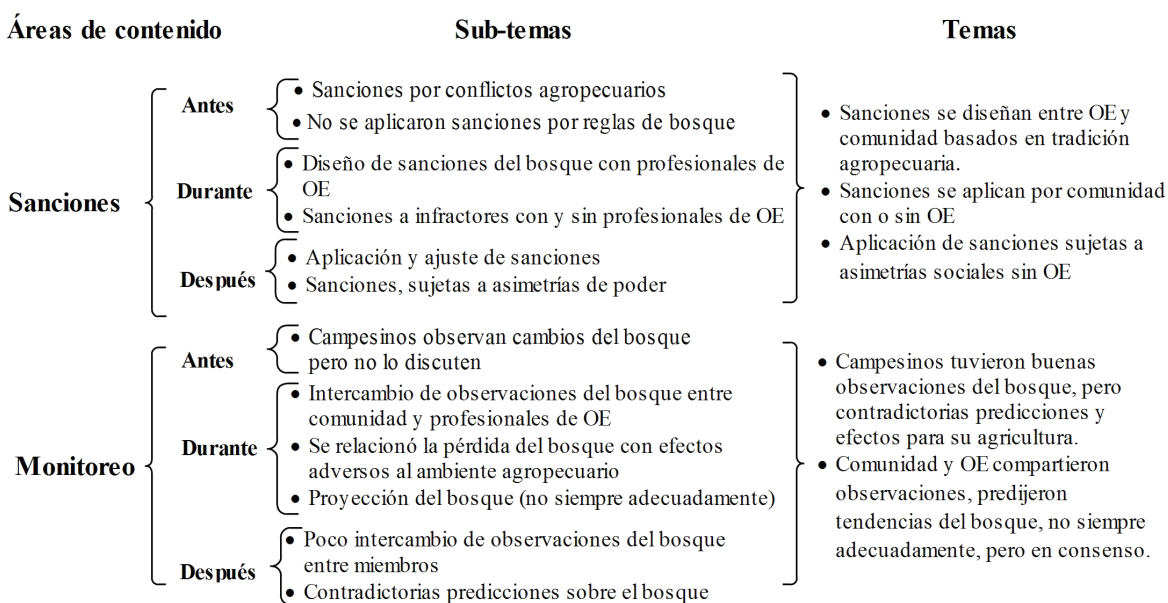 Áreas de contenido
Sub-temas
Temas
Sanciones
Antes
• Sanciones por conflictos agropecuarios
• No se aplicaron sanciones por reglas de bosque
Durante
• Diseño de sanciones del bosque con profesionales de
OE
• Sanciones a infractores con y sin profesionales de OE
Después
• Aplicación y ajuste de sanciones
• Sanciones, sujetas a asimetrías de poder
• Sanciones se diseñan entre OE y
comunidad basados en tradición
agropecuaria.
• Sanciones se aplican por comunidad
con o sin OE
• Aplicación de sanciones sujetas a
asimetrías sociales sin OE
Monitoreo
Antes
• Campesinos observan cambios del bosque
pero no lo discuten
Durante
• Intercambio de observaciones del bosque entre
comunidad y profesionales de OE
• Se relacionó la pérdida del bosque con efectos
adversos al ambiente agropecuario
• Proyección del bosque (no siempre adecuadamente)
Después
• Poco intercambio de observaciones del bosque
entre miembros
• Contradictorias predicciones sobre el bosque
• Campesinos tuvieron buenas
observaciones del bosque, pero
contradictorias predicciones y
efectos para su agricultura.
• Comunidad y OE compartieron
observaciones, predijeron
tendencias del bosque, no siempre
adecuadamente, pero en consenso.